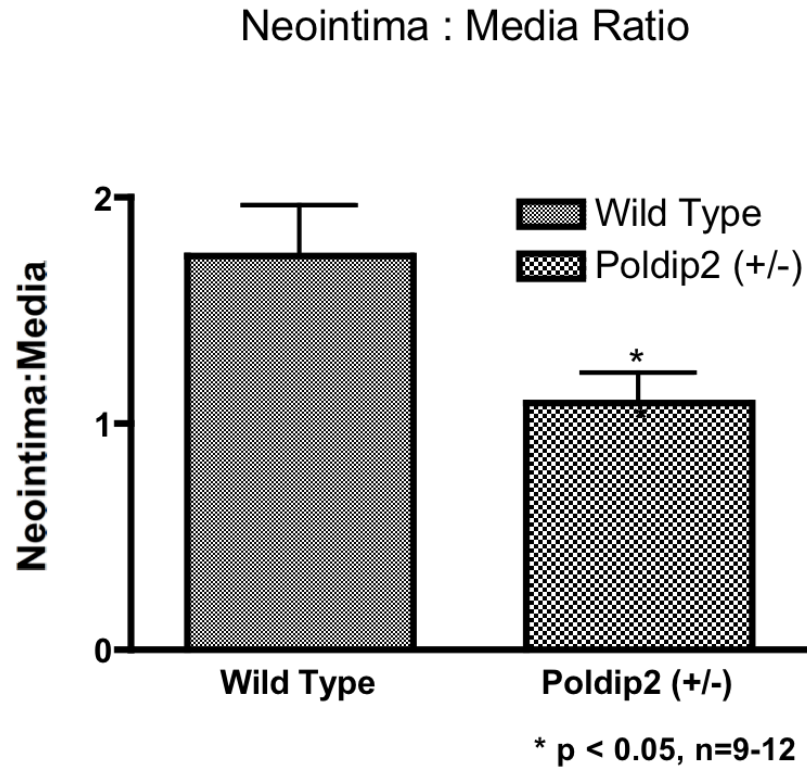 Neointima : Media Ratio
2
Wild Type
Poldip2 (+/-)
Neointima:Media
*
1
0
Wild Type
Poldip2 (+/-)
* p < 0.05, n=9-12